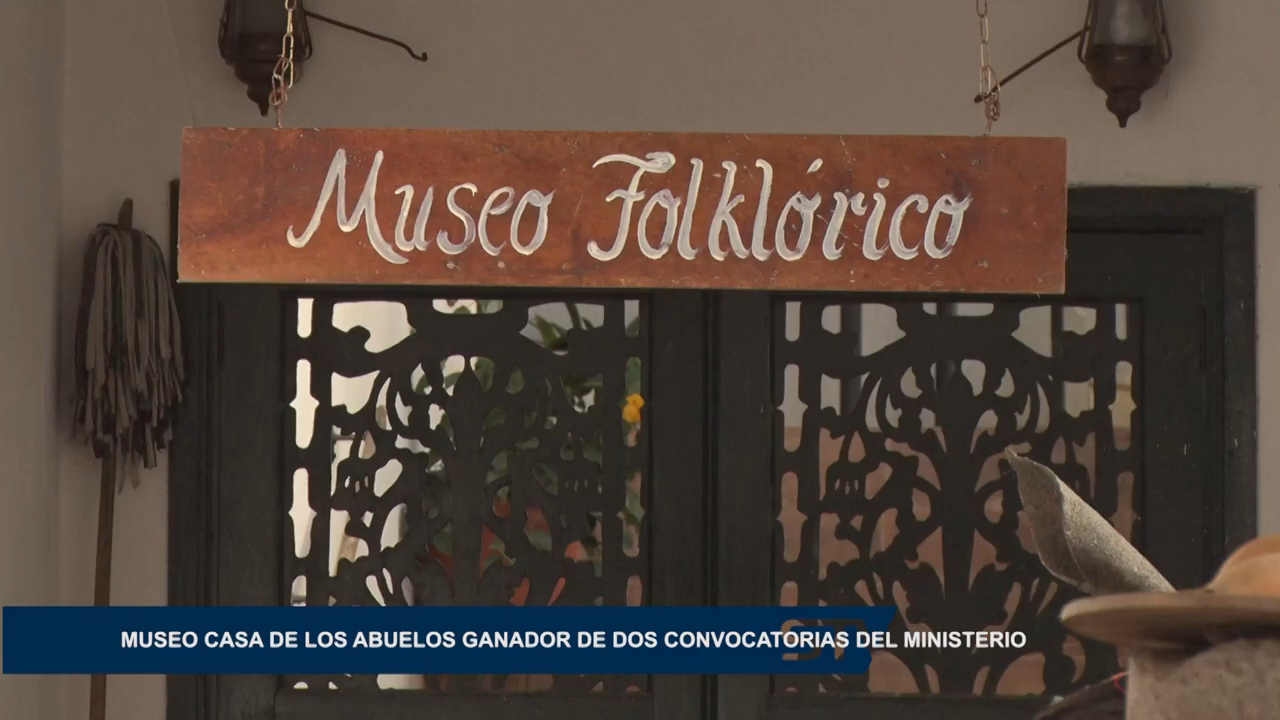 Museo Folklórico
MUSEO CASA DE LOS ABUELOS GANADOR DE DOS CONVOCATORIAS DEL MINISTERIO